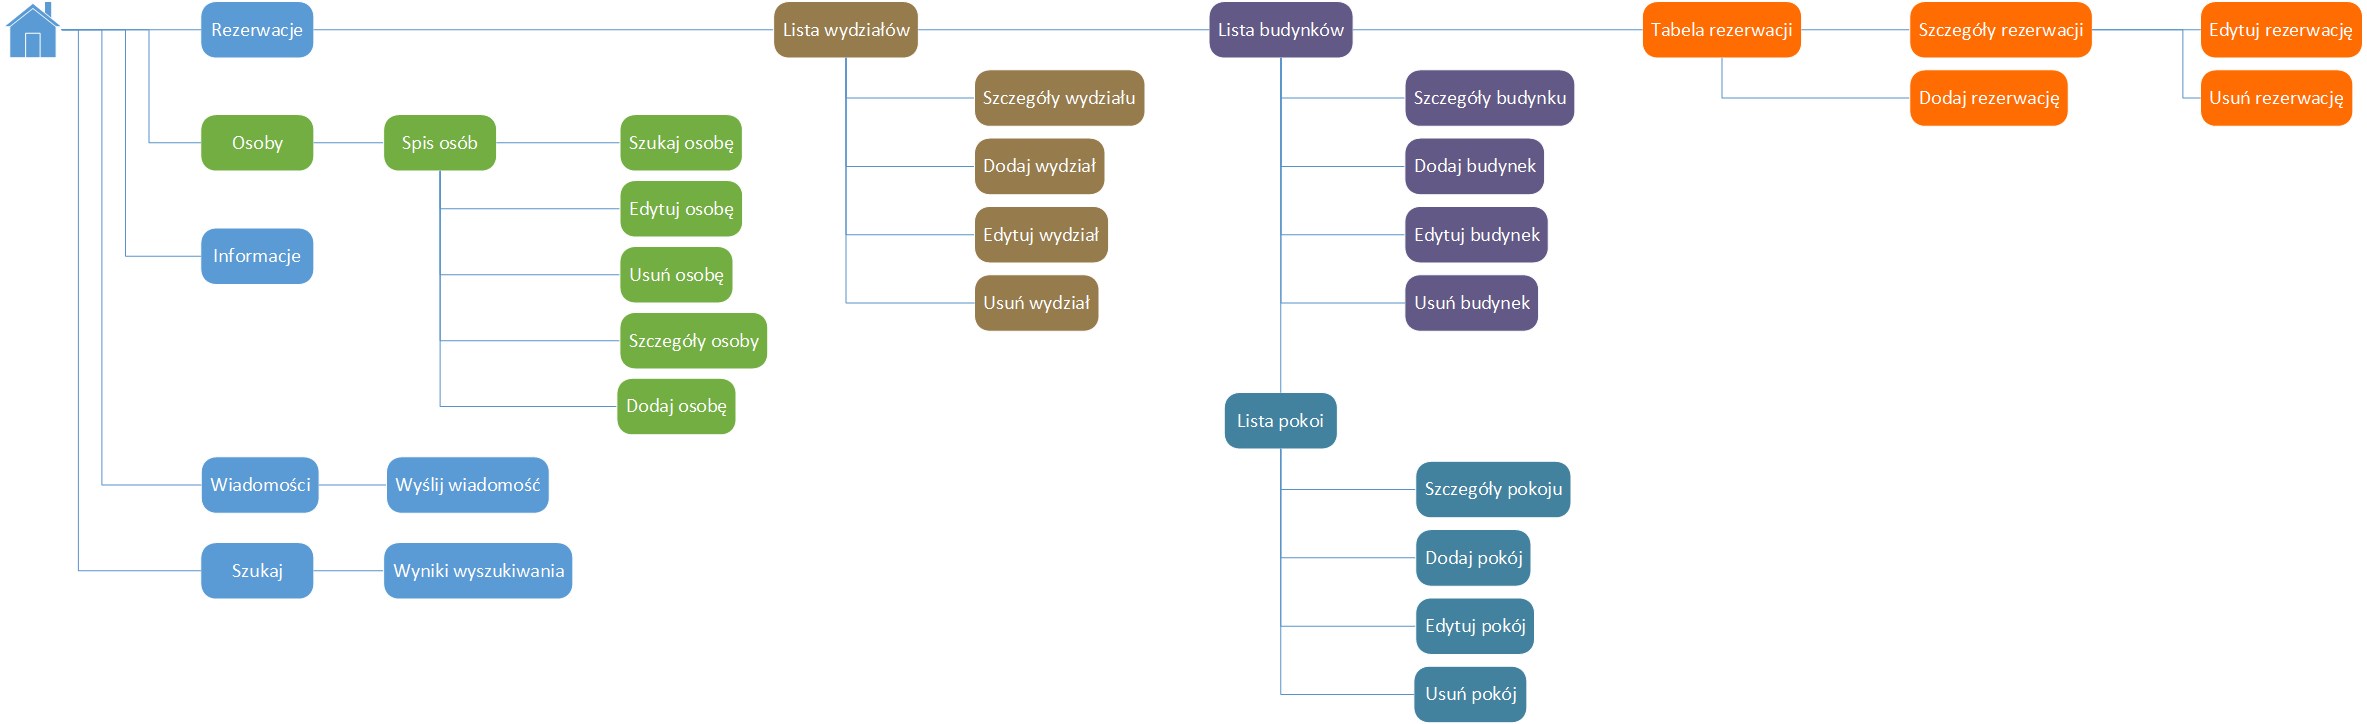 Rezerwacje
Lista wydziałów
Lista budynków
Tabela rezerwacji
Szczegóły rezerwacji
Edytuj rezerwację
Szczegóły wydziału
Szczegóły budynku
Dodaj rezerwację
Usuń rezerwację
Osoby
Spis osób
Szukaj osobę
Dodaj wydział
Dodaj budynek
Edytuj osobę
Edytuj wydział
Edytuj budynek
Informacje
Usuń osobę
Usuń wydział
Usuń budynek
Szczegóły osoby
Dodaj osobę
Lista pokoi
Wiadomości
Wyślij wiadomość
Szczegóły pokoju
Szukaj
Wyniki wyszukiwania
Dodaj pokój
Edytuj pokój
Usuń pokój